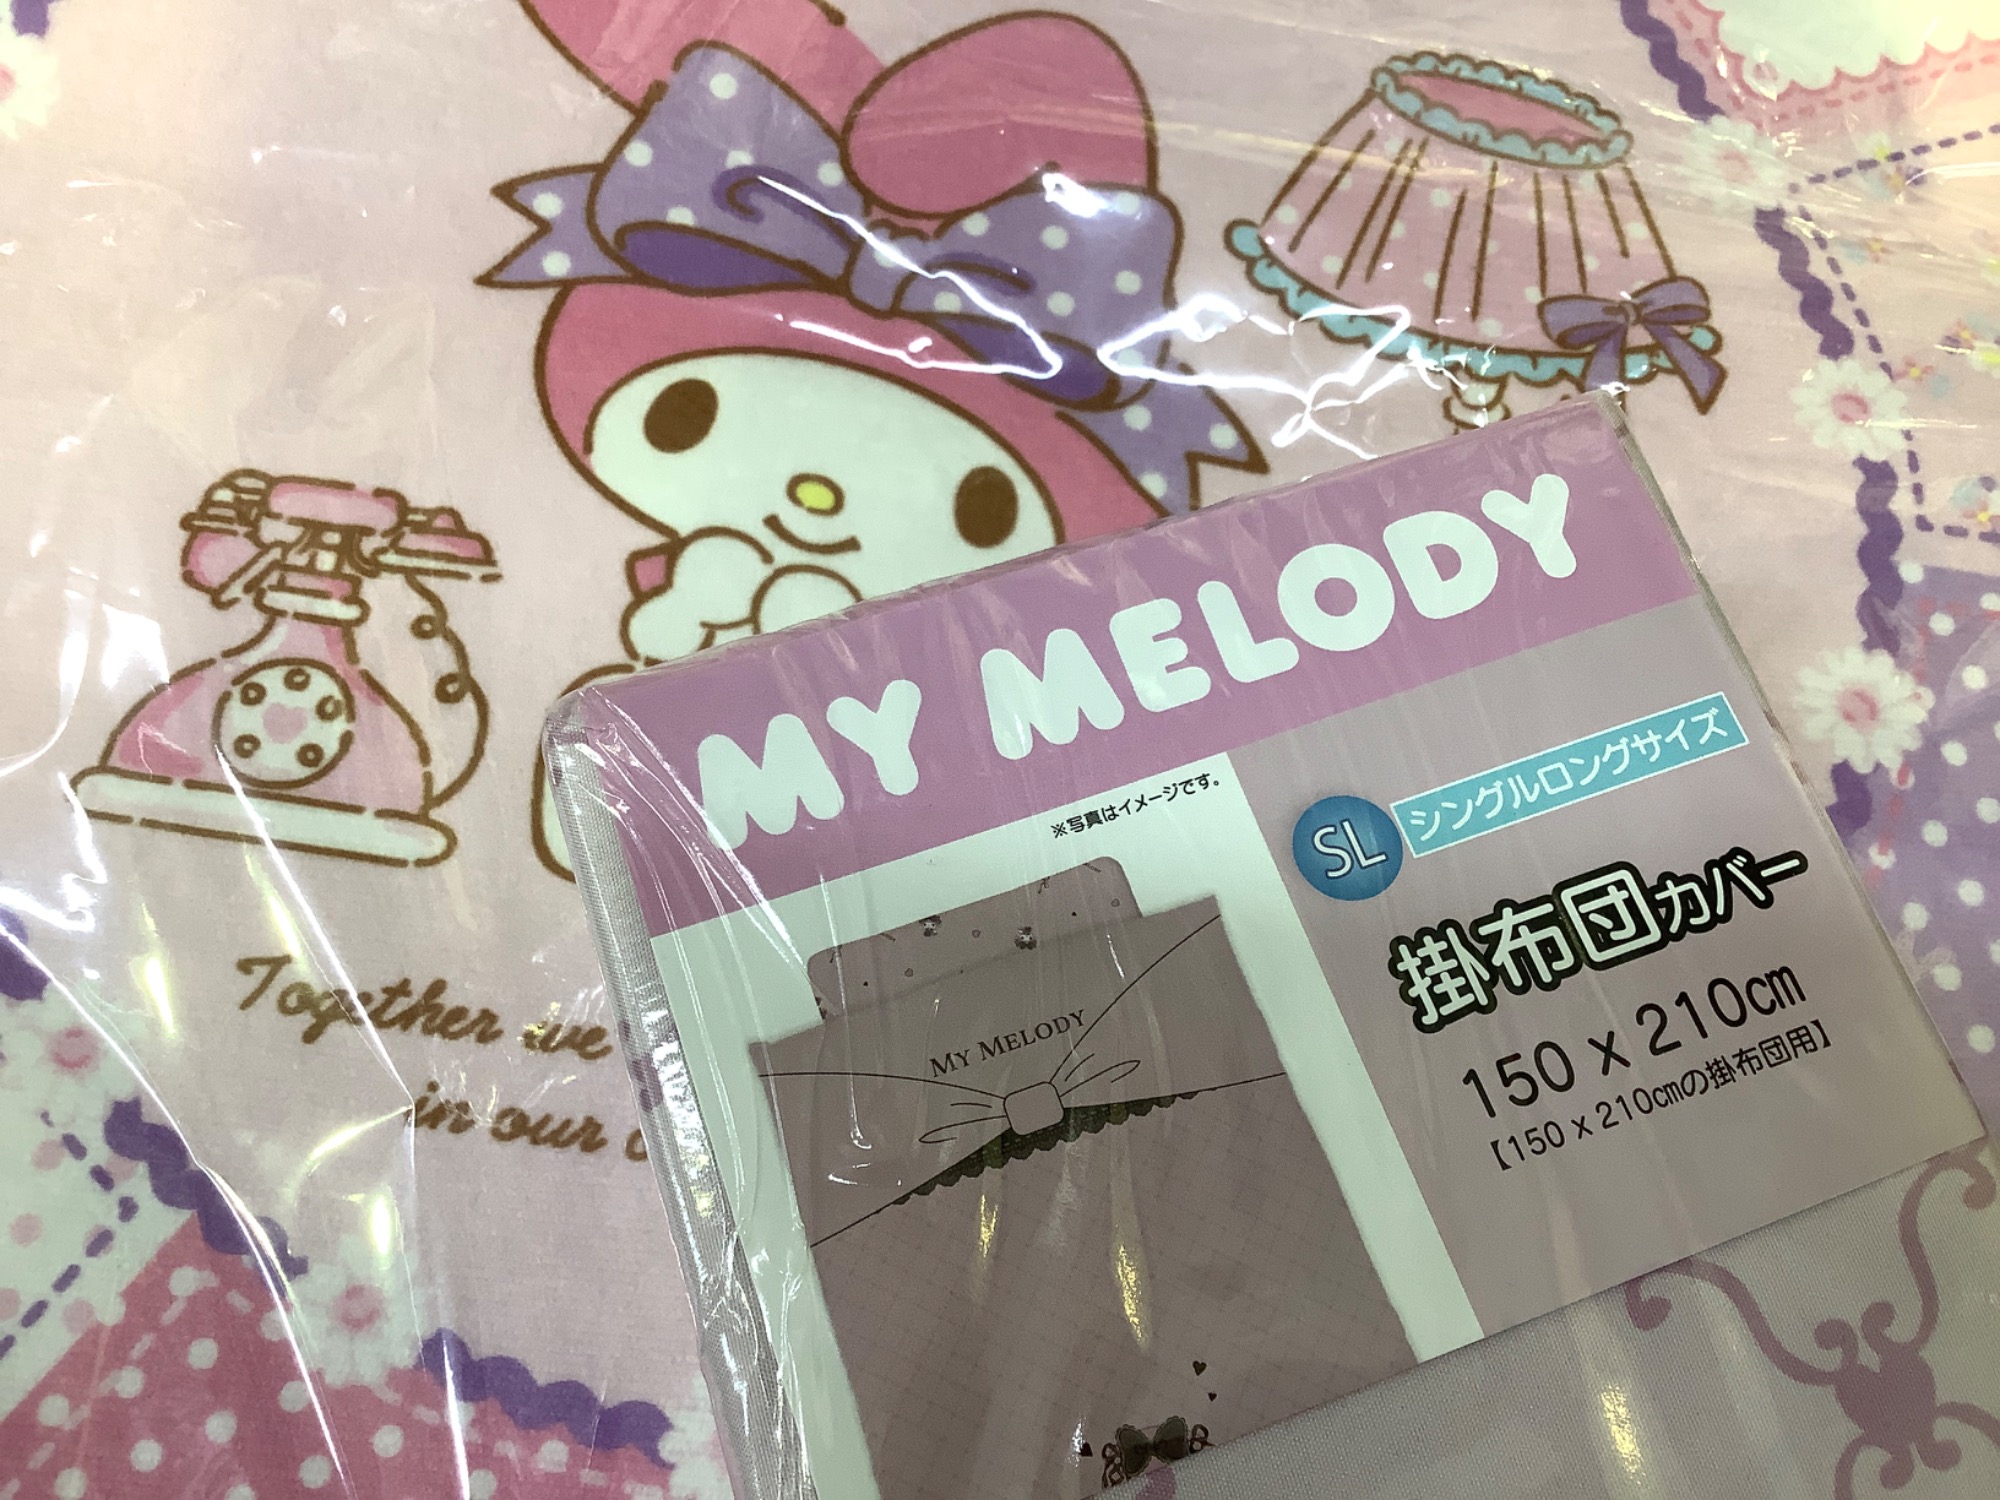 MY MELODY
※写真はイメージです。
SL シングルロングサイズ
掛布団カバー
150 x 210cm
【150 x 210cmの掛布団用】
MY MELODY
Together we
in our